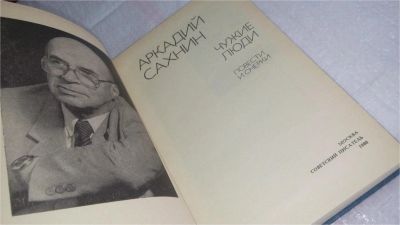 АРКАДИЙ
САХНИН
ЧУЖИЕ
ЛЮДИ
ПОВЕСТИ
И ОЧЕРКИ
МОСКВА
СОВЕТСКИЙ ПИСАТЕЛЬ
1988